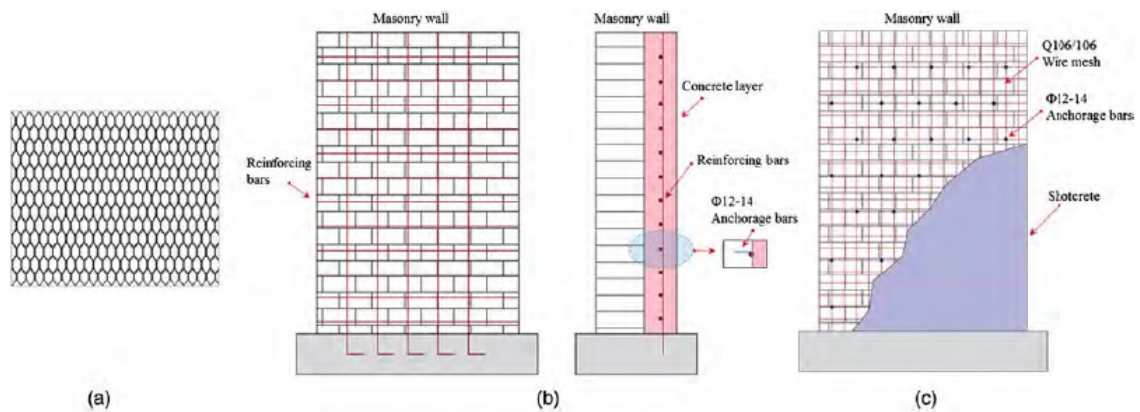 Masonry wall
Reinforcing
bars
Masonry wall
Concrete layer
Reinforcing bars
Φ12-14
Anchorage bars
Masonry wall
Q106/106
Wire mesh
Φ12-14
Anchorage bars
Shotcrete
(a)
(b)
(c)